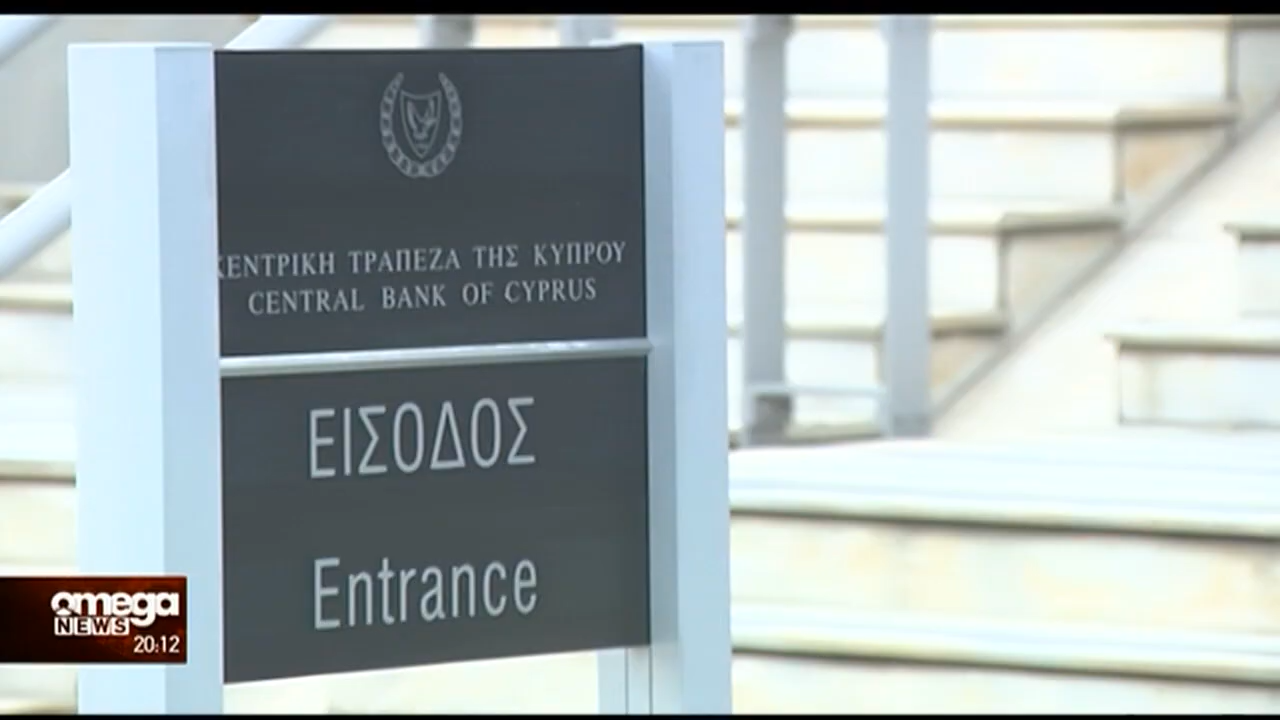 ΚΕΝΤΡΙΚΗ ΤΡΑΠΕΖΑ ΤΗΣ ΚΥΠΡΟΥ
CENTRAL BANK OF CYPRUS
ΕΙΣΟΔΟΣ
Entrance
omega
NEWS
20:12